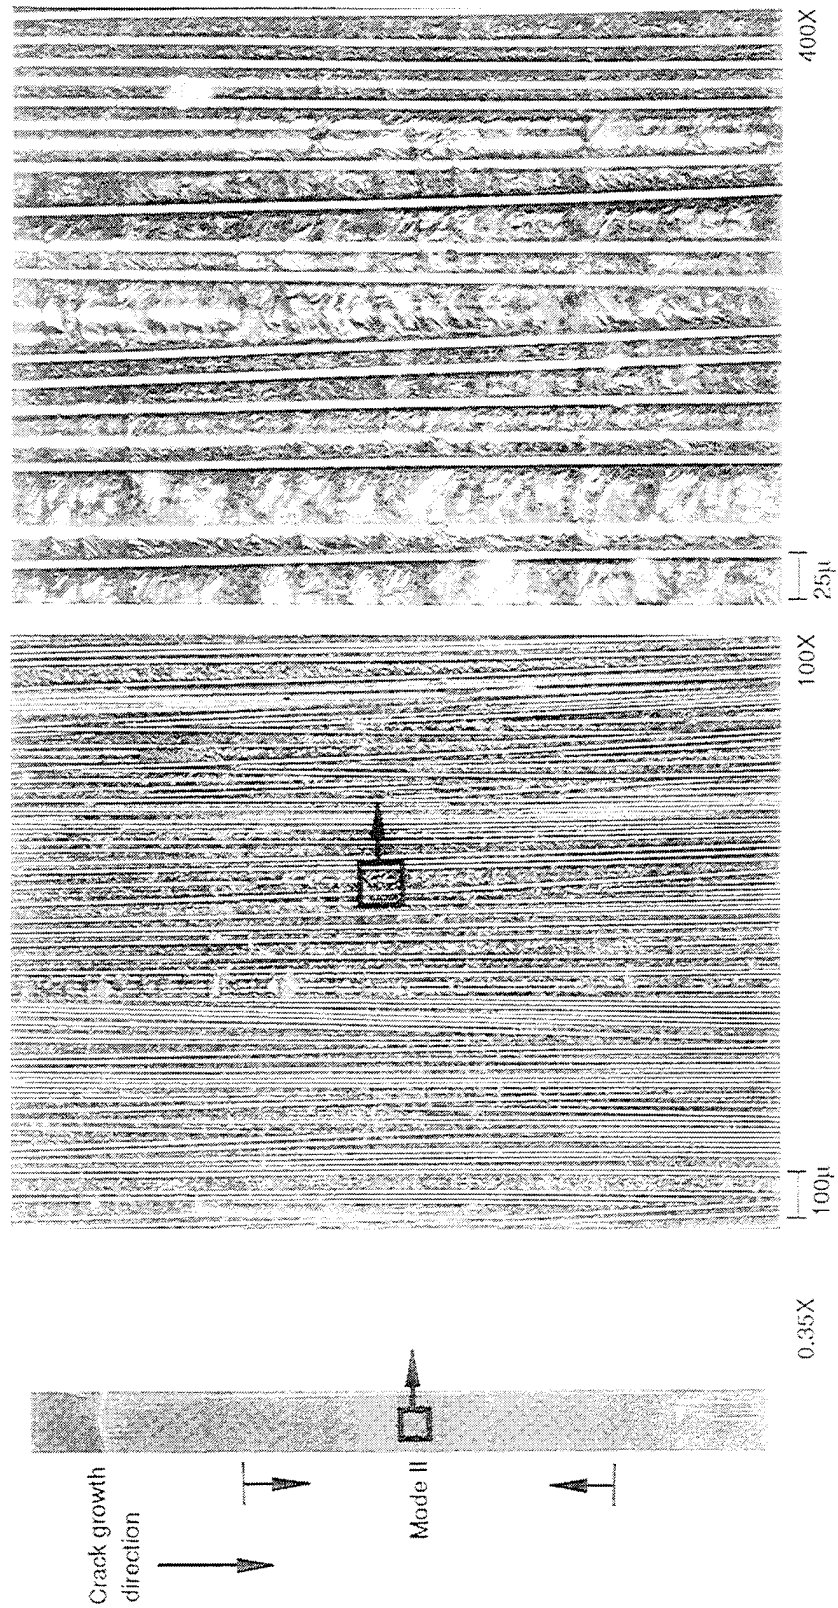 400X
25μ
100X
100μ
0.35X
Mode II
Crack growth
direction